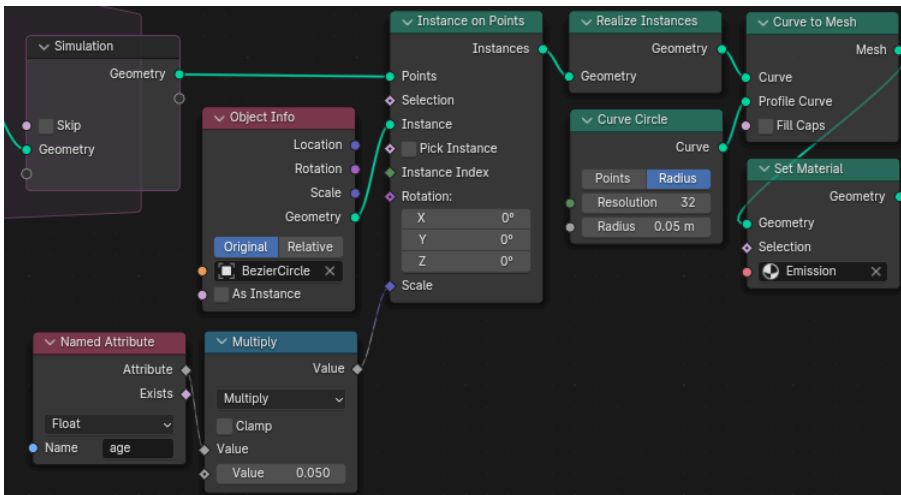 Simulation
Geometry
Skip
Geometry
Object Info
Location
Rotation
Scale
Geometry
Original Relative
BezierCircle
As Instance
Named Attribute
Attribute
Exists
Float
Name age
Multiply
Value
Multiply
Clamp
Value
Value 0.050
Instance on Points
Instances
Points
Selection
Instance
Pick Instance
Instance Index
Rotation:
X 0°
Y 0°
Z 0°
Scale
Realize Instances
Geometry
Geometry
Curve Circle
Curve
Points Radius
Resolution 32
Radius 0.05 m
Curve to Mesh
Mesh
Curve
Profile Curve
Fill Caps
Set Material
Geometry
Geometry
Selection
Emission